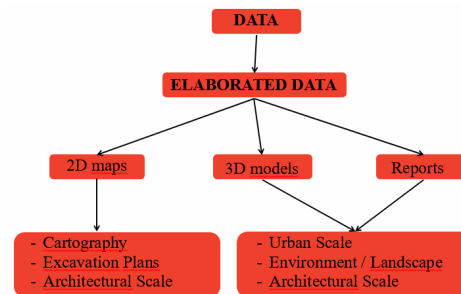 DATA
ELABORATED DATA
2D maps
3D models
Reports
- Cartography
- Excavation Plans
- Architectural Scale
- Urban Scale
- Environment / Landscape
- Architectural Scale